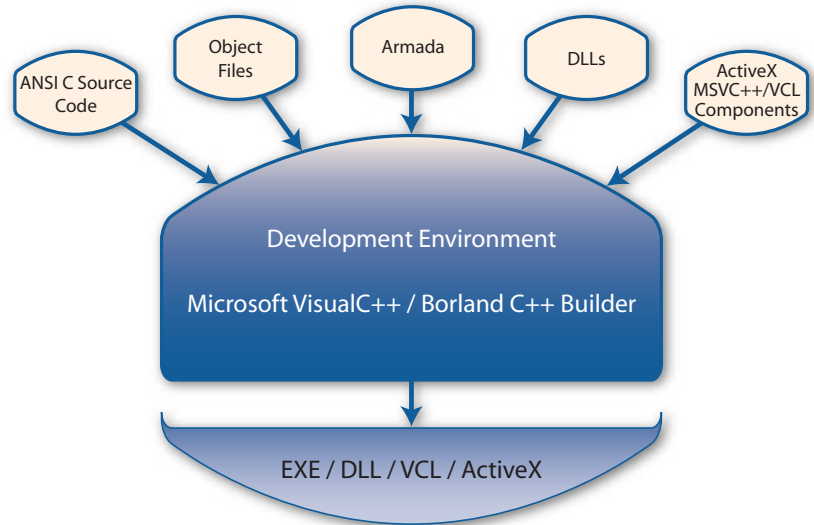 ANSI C Source
Code
Object
Files
Armada
DLLs
ActiveX
MSVC++/VCL
Components
Development Environment
Microsoft VisualC++ / Borland C++ Builder
EXE / DLL / VCL / ActiveX